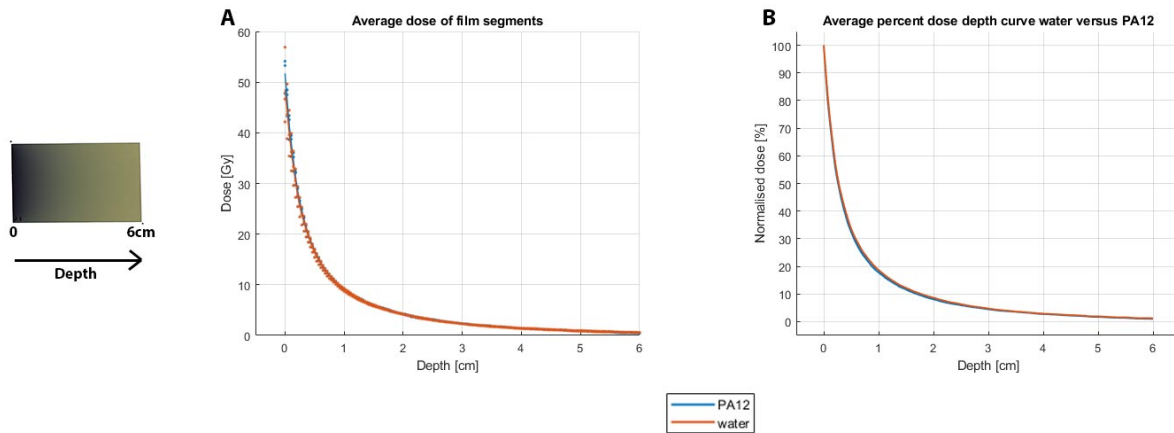 0
6cm
Depth
A
Average dose of film segments
60
50
40
30
20
10
0
Dose [Gy]
0 1 2 3 4 5 6
Depth [cm]
B
Average percent dose depth curve water versus PA12
100
90
80
70
60
50
40
30
20
10
0
Normalised dose [%]
0 1 2 3 4 5 6
Depth [cm]
PA12
water